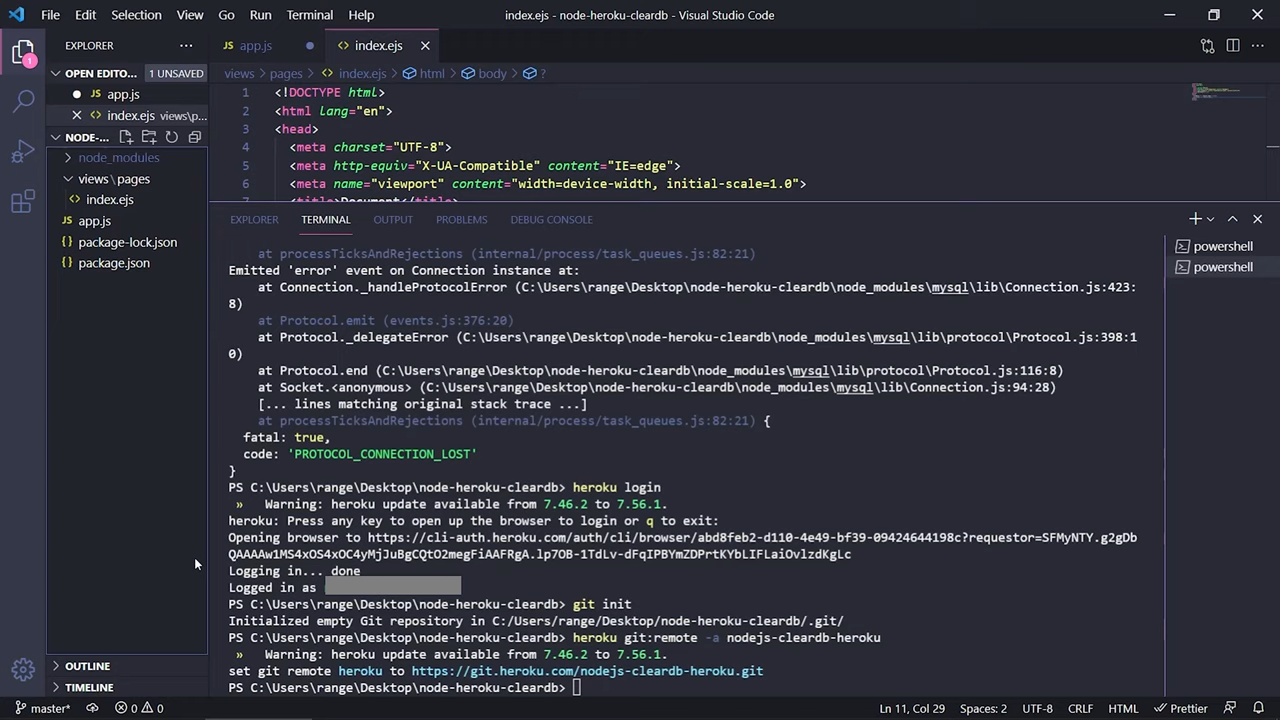 File Edit Selection View Go Run Terminal Help index.ejs - node-heroku-cleardb - Visual Studio Code
EXPLORER
1
OPEN EDITO... 1 UNSAVED
app.js
index.ejs views\p...
NODE-...
node_modules
views\pages
index.ejs
app.js
package-lock.json
package.json
OUTLINE
TIMELINE
JS app.js
index.ejs
views > pages > index.ejs > html > body > ?
1 <!DOCTYPE html>
2 <html lang="en">
3 <head>
4 <meta charset="UTF-8">
5 <meta http-equiv="X-UA-Compatible" content="IE=edge">
6 <meta name="viewport" content="width=device-width, initial-scale=1.0">
7 <title>Document</title>
EXPLORER TERMINAL OUTPUT PROBLEMS DEBUG CONSOLE
powershell
powershell
at processTicksAndRejections (internal/process/task_queues.js:82:21)
Emitted 'error' event on Connection instance at:
at Connection._handleProtocolError (C:\Users\range\Desktop\node-heroku-cleardb\node_modules\mysql\lib\Connection.js:423:
8)
at Protocol.emit (events.js:376:20)
at Protocol._delegateError (C:\Users\range\Desktop\node-heroku-cleardb\node_modules\mysql\lib\protocol\Protocol.js:398:1
0)
at Protocol.end (C:\Users\range\Desktop\node-heroku-cleardb\node_modules\mysql\lib\protocol\Protocol.js:116:8)
at Socket.<anonymous> (C:\Users\range\Desktop\node-heroku-cleardb\node_modules\mysql\lib\Connection.js:94:28)
[... lines matching original stack trace ...]
at processTicksAndRejections (internal/process/task_queues.js:82:21) {
fatal: true,
code: 'PROTOCOL_CONNECTION_LOST'
}
PS C:\Users\range\Desktop\node-heroku-cleardb> heroku login
» Warning: heroku update available from 7.46.2 to 7.56.1.
heroku: Press any key to open up the browser to login or q to exit:
Opening browser to https://cli-auth.heroku.com/auth/cli/browser/abd8feb2-d110-4e49-bf39-09424644198c?requestor=SFMyNTY.g2gDb
QAAAAw1MS4xOS4xOC4yMjJuBgCQtO2megFiAAFRgA.lp7OB-1TdLv-dFqIPBYmZDPrtKYbLIFLaiOvlzdKgLc
Logging in... done
Logged in as
PS C:\Users\range\Desktop\node-heroku-cleardb> git init
Initialized empty Git repository in C:/Users/range/Desktop/node-heroku-cleardb/.git/
PS C:\Users\range\Desktop\node-heroku-cleardb> heroku git:remote -a nodejs-cleardb-heroku
» Warning: heroku update available from 7.46.2 to 7.56.1.
set git remote heroku to https://git.heroku.com/nodejs-cleardb-heroku.git
PS C:\Users\range\Desktop\node-heroku-cleardb>
master* 0 0 Ln 11, Col 29 Spaces: 2 UTF-8 CRLF HTML Prettier